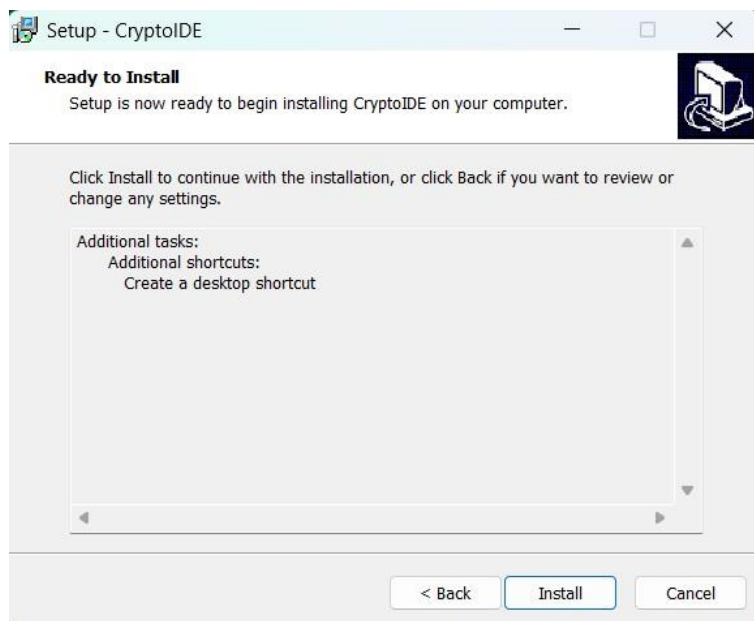 Setup - CryptoIDE
Ready to Install
Setup is now ready to begin installing CryptoIDE on your computer.
Click Install to continue with the installation, or click Back if you want to review or
change any settings.
Additional tasks:
Additional shortcuts:
Create a desktop shortcut
< Back
Install
Cancel